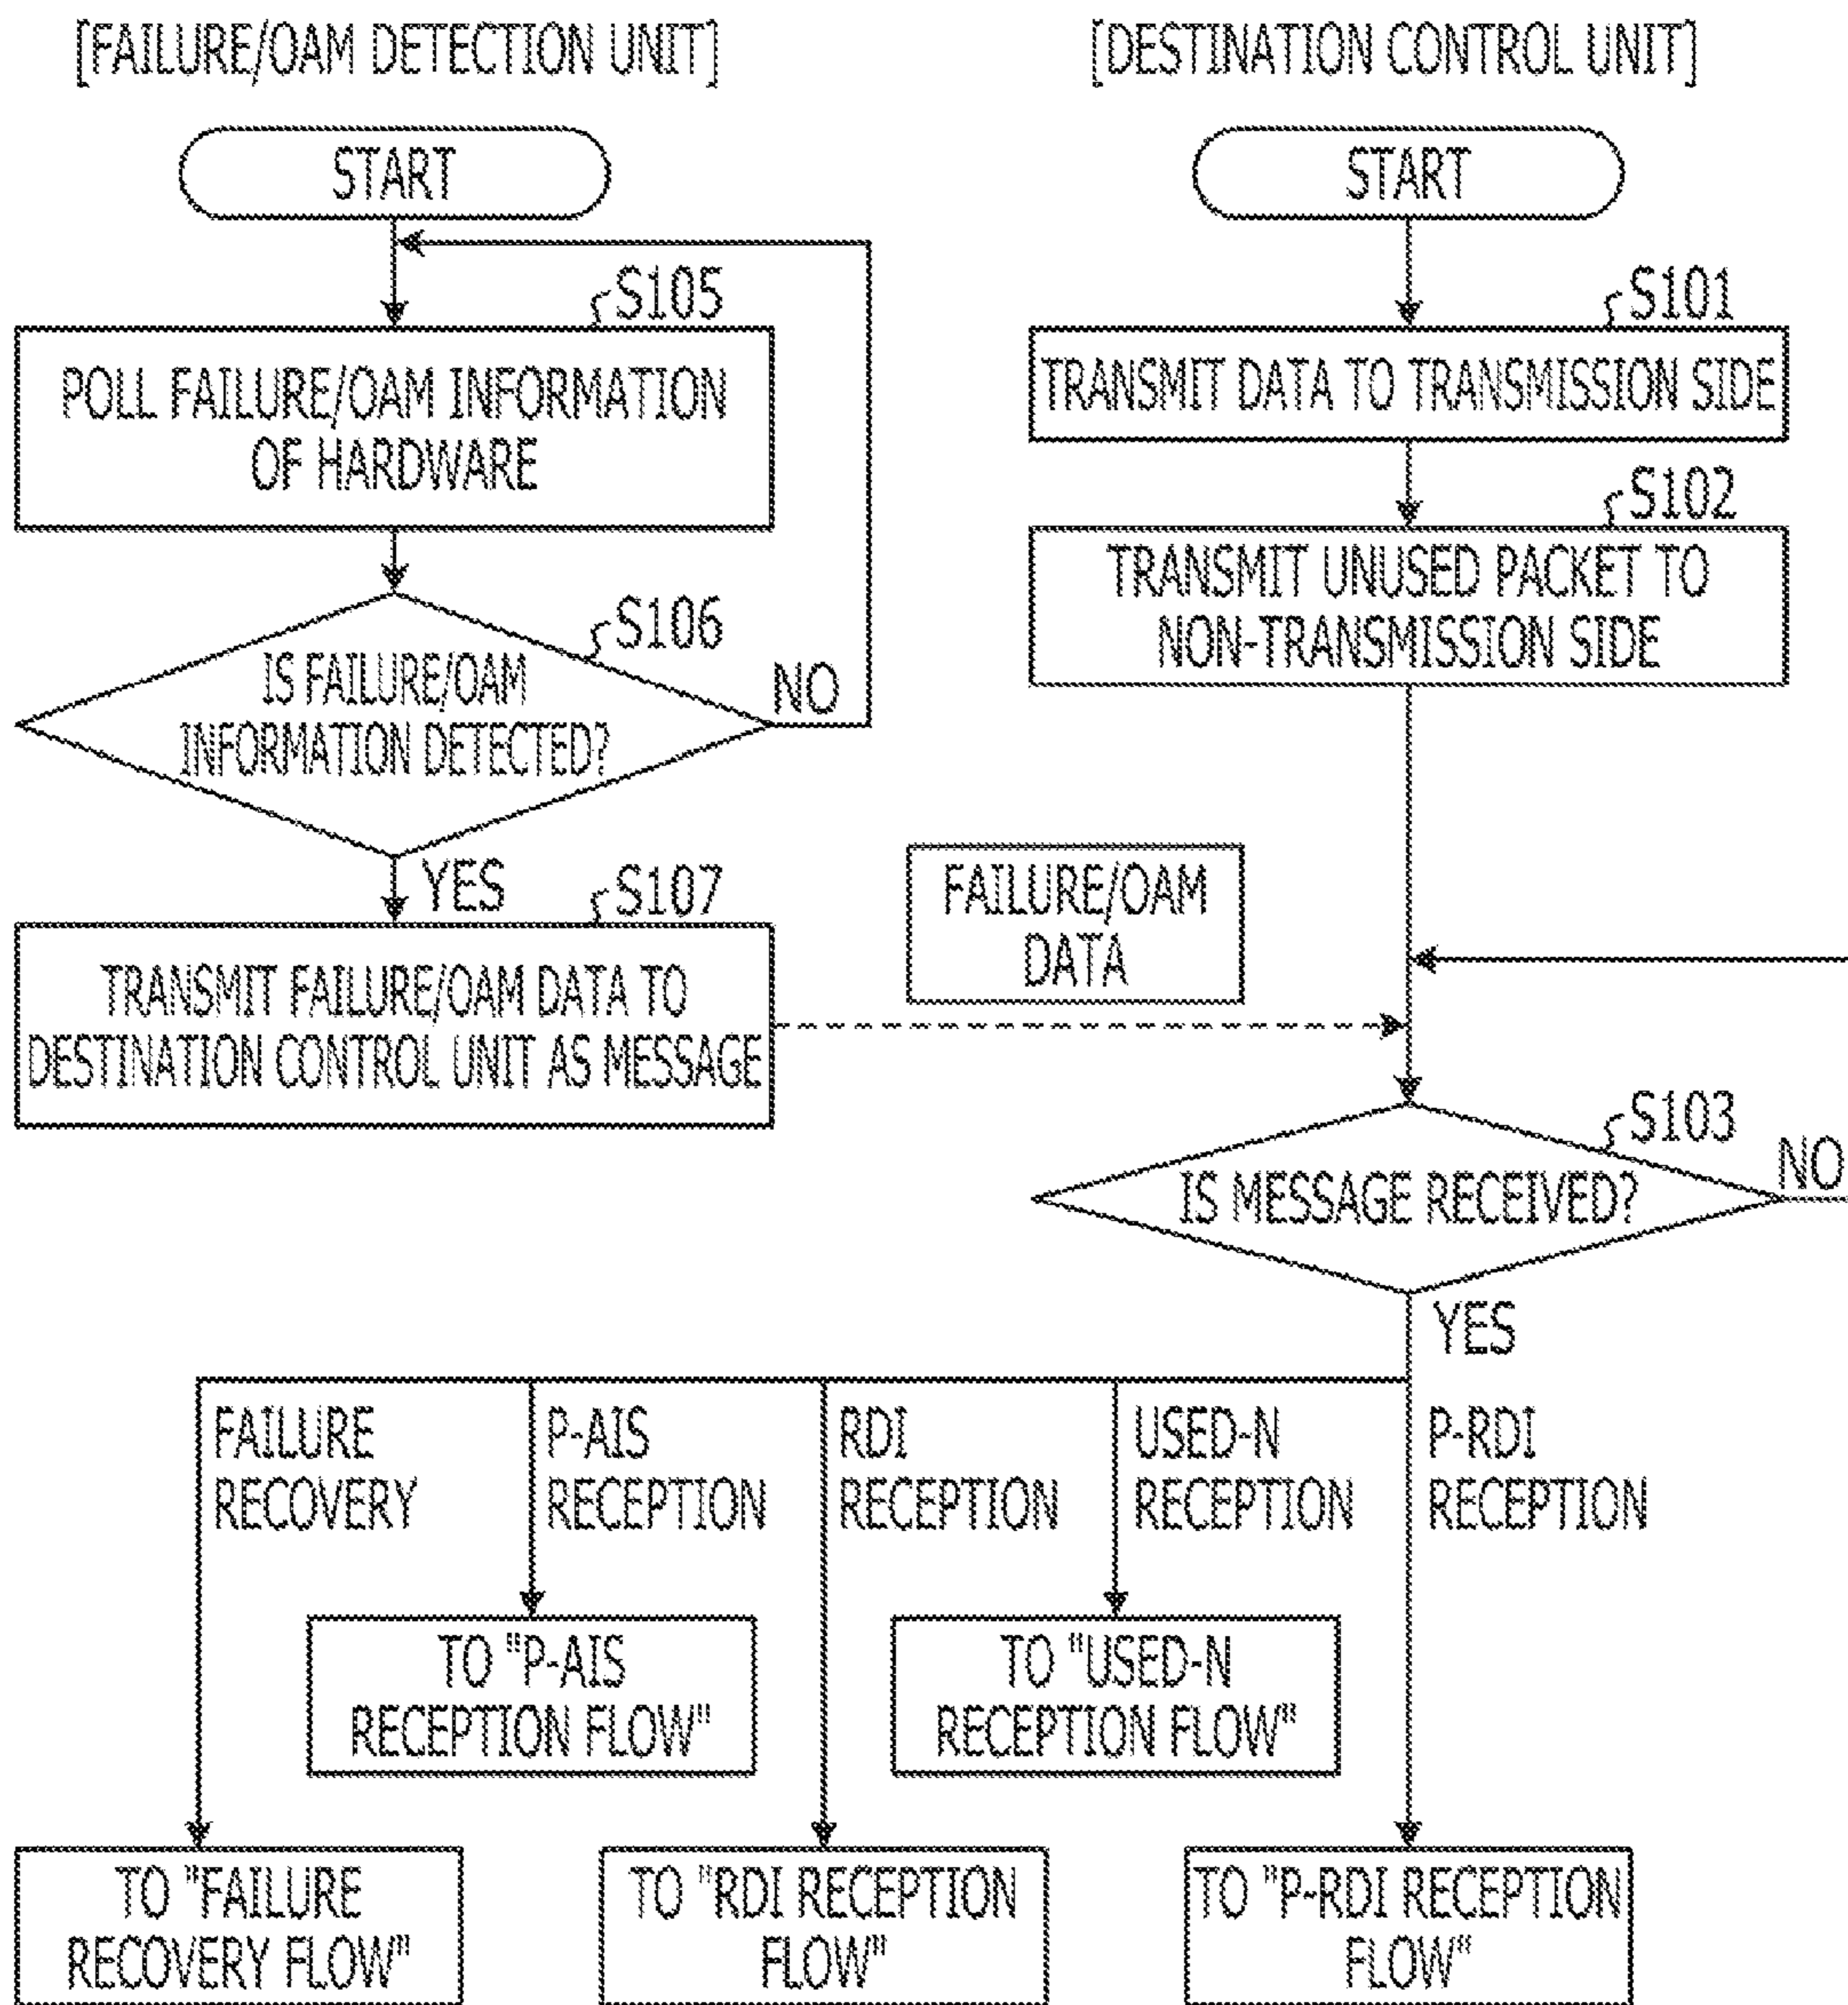 [FAILURE/OAM DETECTION UNIT]
START
S105
POLL FAILURE/OAM INFORMATION
OF HARDWARE
S106
IS FAILURE/OAM
INFORMATION DETECTED?
NO
YES
S107
TRANSMIT FAILURE/OAM DATA TO
DESTINATION CONTROL UNIT AS MESSAGE
FAILURE/OAM
DATA
[DESTINATION CONTROL UNIT]
START
S101
TRANSMIT DATA TO TRANSMISSION SIDE
S102
TRANSMIT UNUSED PACKET TO
NON-TRANSMISSION SIDE
S103
IS MESSAGE RECEIVED?
NO
YES
FAILURE
RECOVERY
P-AIS
RECEPTION
RDI
RECEPTION
USED-N
RECEPTION
P-RDI
RECEPTION
TO "P-AIS
RECEPTION FLOW"
TO "USED-N
RECEPTION FLOW"
TO "FAILURE
RECOVERY FLOW"
TO "RDI RECEPTION
FLOW"
TO "P-RDI RECEPTION
FLOW"